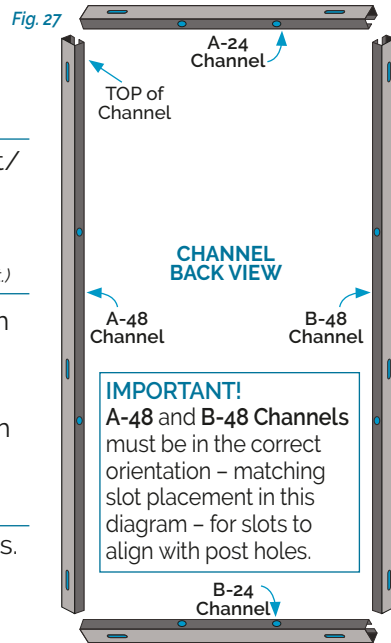 Fig. 27
A-24
Channel
TOP of
Channel
t/
CHANNEL
BACK VIEW
.)
A-48
Channel
B-48
Channel
n
IMPORTANT!
A-48 and B-48 Channels
must be in the correct
orientation – matching
slot placement in this
diagram – for slots to
align with post holes.
n
s.
B-24
Channel